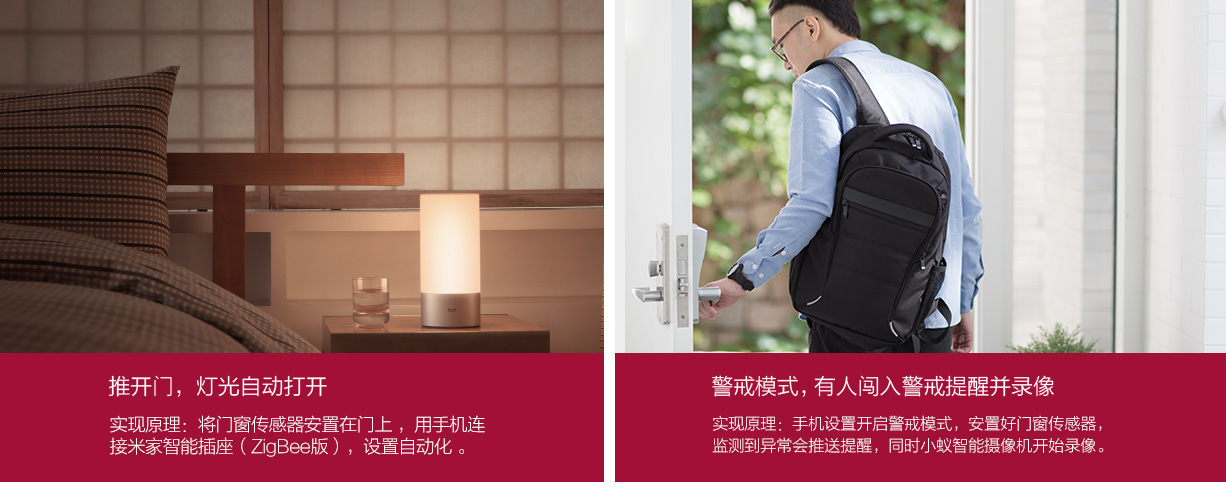 推开门，灯光自动打开
实现原理：将门窗传感器安置在门上 ，用手机连
接米家智能插座（ZigBee版），设置自动化 。
警戒模式，有人闯入警戒提醒并录像
实现原理：手机设置开启警戒模式，安置好门窗传感器，
监测到异常会推送提醒，同时小蚁智能摄像机开始录像。